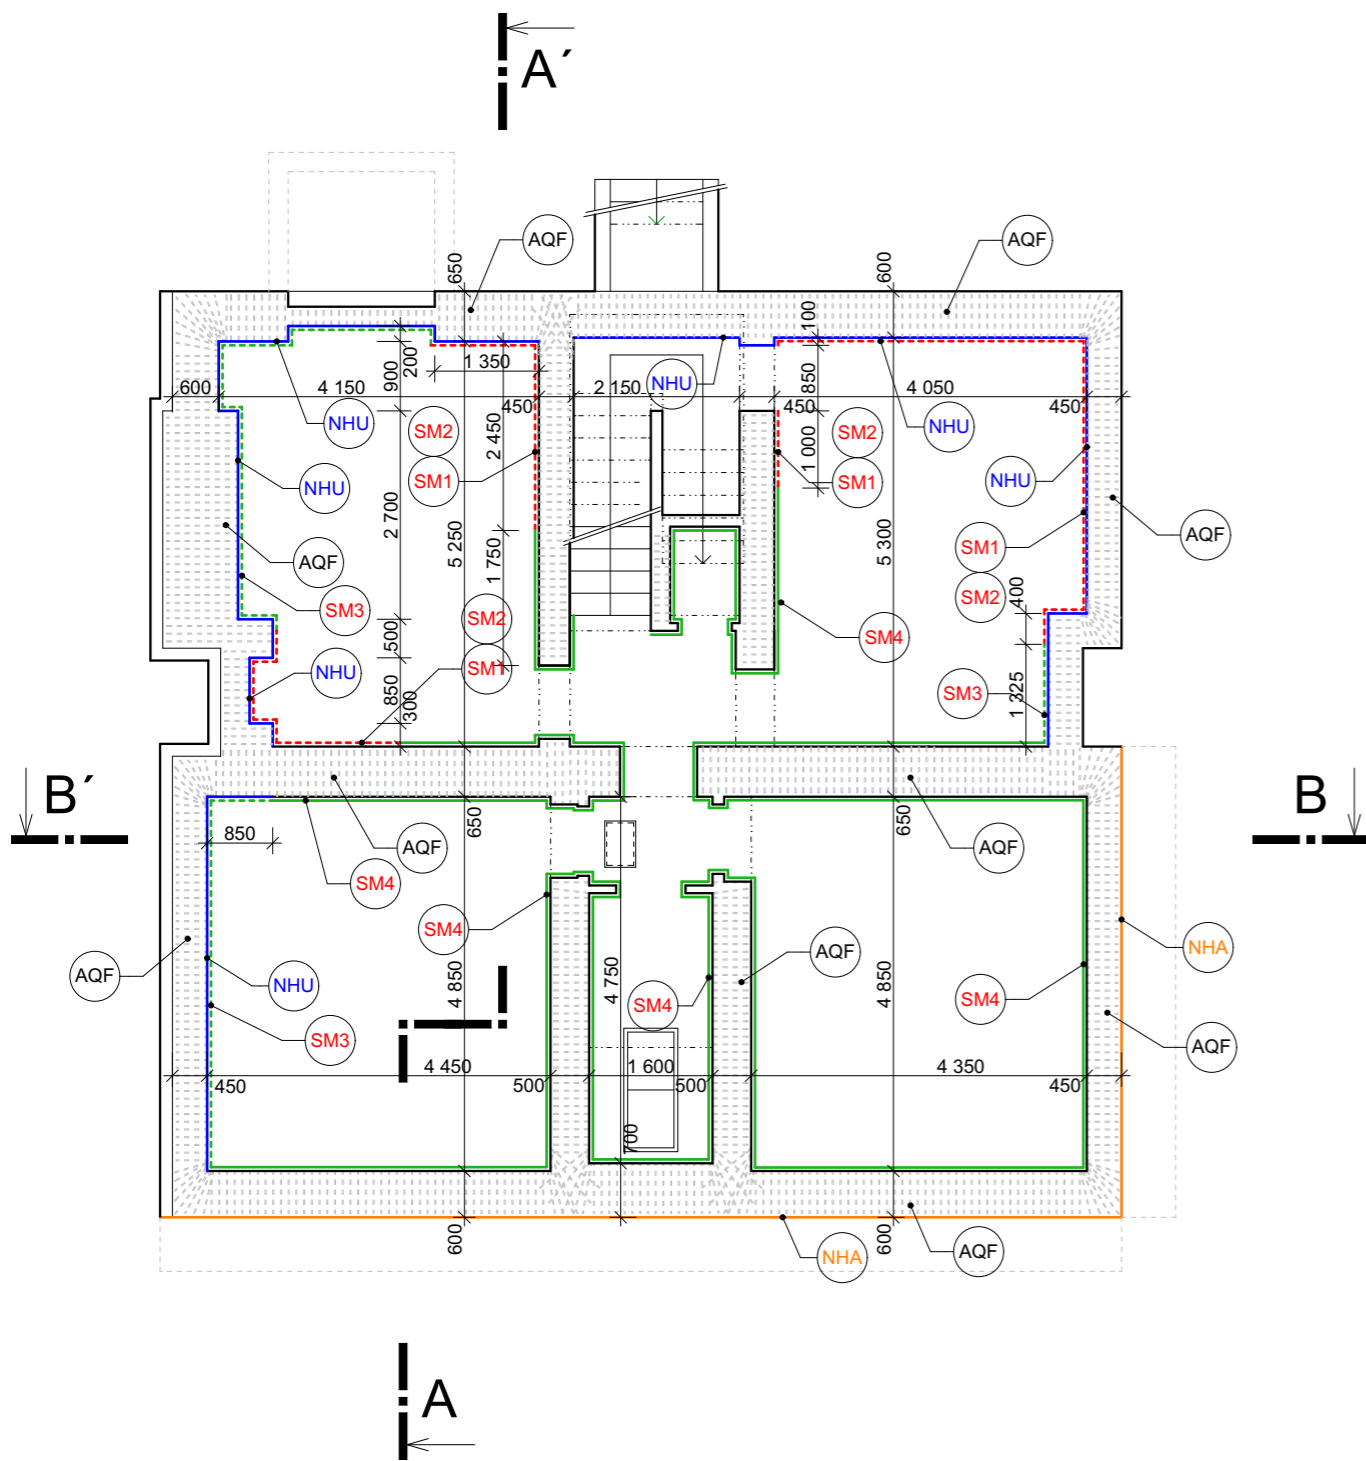 A´
AQF
AQF
650
600
100
200
900
1 350
850
600
4 150
450
2 150
NHU
450
4 050
450
NHU
SM2
SM2
NHU
2 450
1 000
NHU
SM1
SM1
NHU
AQF
2 700
5 250
1 750
5 300
SM1
AQF
SM3
SM2
SM2
400
500
SM4
NHU
850
300
SM1
SM3
1 325
B´
B
850
650
AQF
650
AQF
SM4
SM4
AQF
NHA
AQF
NHU
4 850
4 750
SM4
4 850
SM4
SM3
AQF
4 450
1 600
4 350
450
500
500
450
700
600
NHA
600
AQF
A